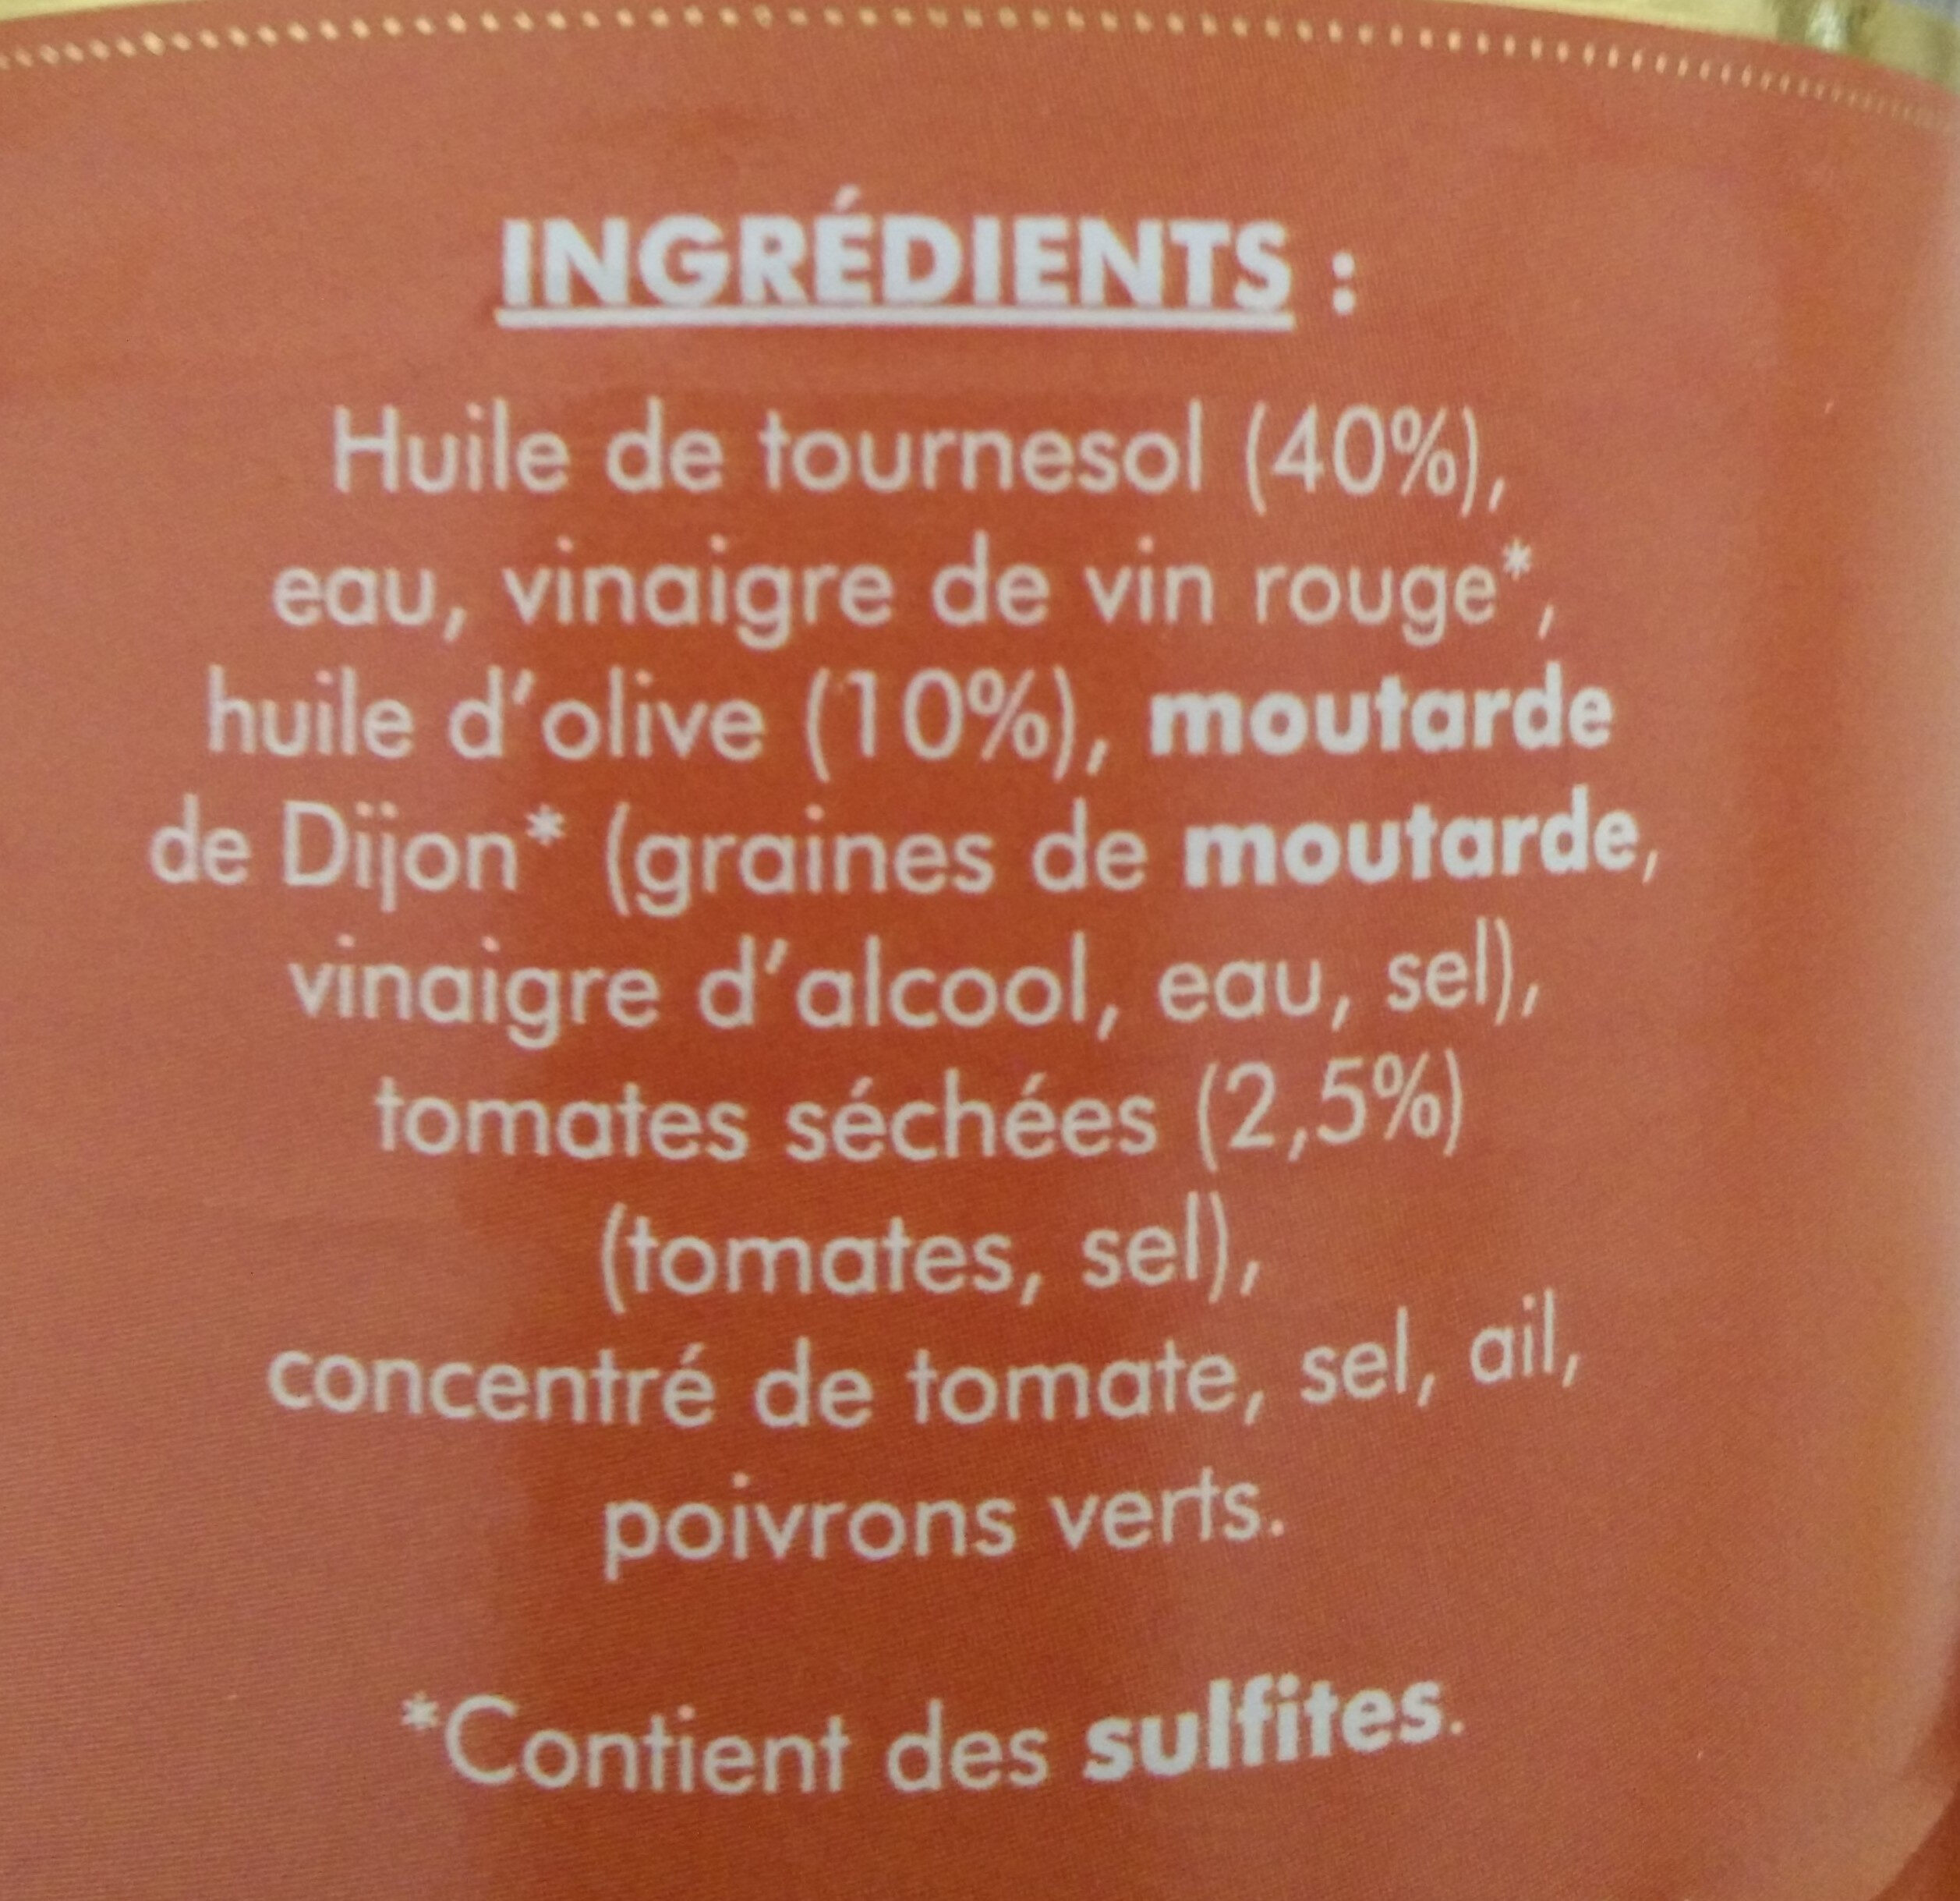 INGRÉDIENTS :
Huile de tournesol (40%),
eau, vinaigre de vin rouge*,
huile d'olive (10%), moutarde
de Dijon* (graines de moutarde,
vinaigre d'alcool, eau, sel),
tomates séchées (2,5%)
(tomates, sel),
concentré de tomate, sel, ail,
poivrons verts.
*Contient des sulfites.